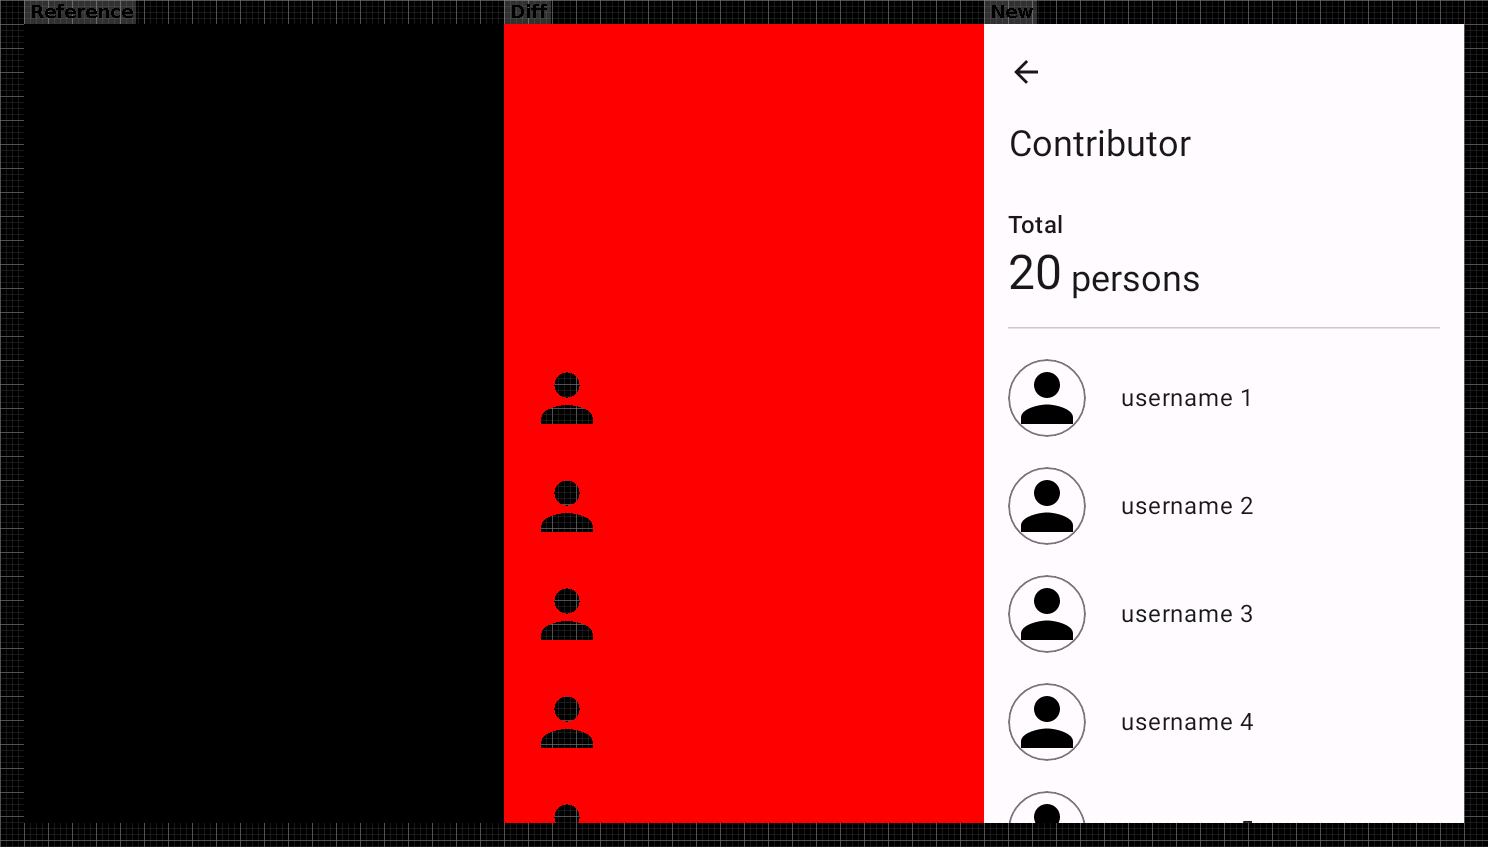 Reference
Diff
New
Contributor
Total
20 persons
username 1
username 2
username 3
username 4